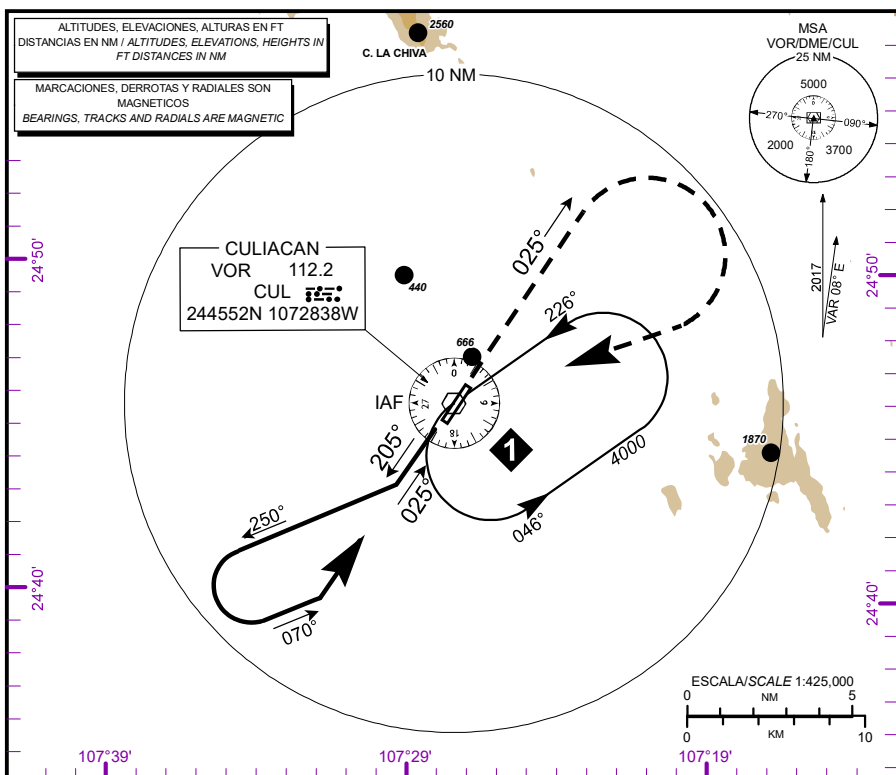 ALTITUDES, ELEVACIONES, ALTURAS EN FT
DISTANCIAS EN NM / ALTITUDES, ELEVATIONS, HEIGHTS IN
FT DISTANCES IN NM
MARCACIONES, DERROTAS Y RADIALES SON
MAGNETICOS
BEARINGS, TRACKS AND RADIALS ARE MAGNETIC
2560
C. LA CHIVA
10 NM
MSA
VOR/DME/CUL
25 NM
5000
270°
090°
2000
3700
180°
2017
VAR 08° E
24°50'
24°50'
CULIACAN
VOR 112.2
CUL
244552N 1072838W
440
025°
226°
666
IAF
0
27
9
18
1
205°
025°
4000
046°
1870
250°
070°
24°40'
24°40'
ESCALA/SCALE 1:425,000
0 NM 5
0 KM 10
107°39'
107°29'
107°19'